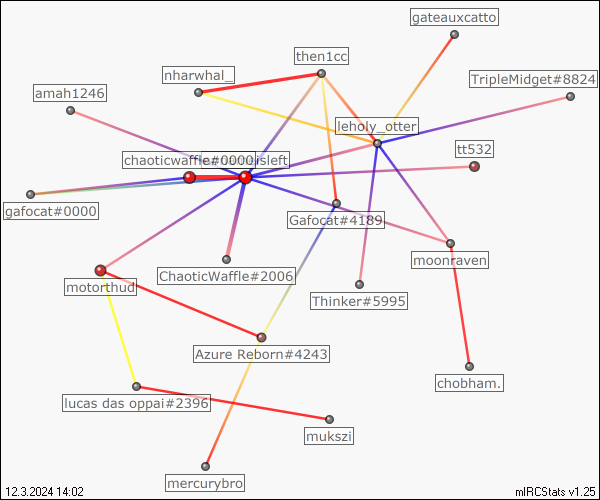 gateauxcatto
then1cc
nharwhal_
TripleMidget#8824
amah1246
leholy_otter
tt532
chaoticwaffle#0000
isleft
gafocat#0000
Gafocat#4189
moonraven
ChaoticWaffle#2006
motorthud
Thinker#5995
Azure Reborn#4243
chobham.
lucas das oppai#2396
mukszi
mercurybro
12.3.2024 14:02
mIRCStats v1.25